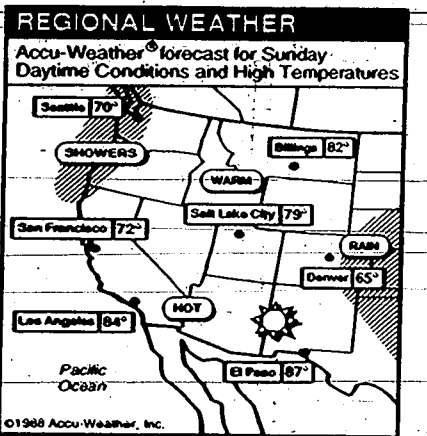 REGIONAL WEATHER
Accu-Weather® forecast for Sunday
Daytime Conditions and High Temperatures
Seattle 70°
SHOWERS
Billings 82°
WARM
Salt Lake City 79°
San Francisco 72°
RAIN
Denver 65°
HOT
Los Angeles 84°
El Paso 87°
Pacific
Ocean
©1988 Accu-Weather, Inc.